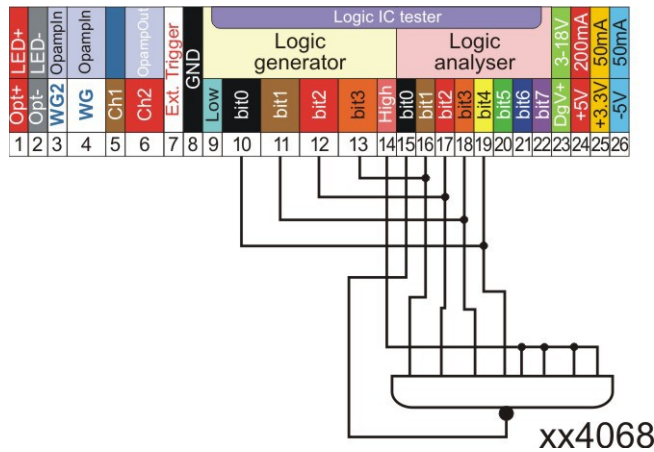 Logic IC tester
Logic generator
Logic analyser
LED+ LED- OpampIn OpampIn OpampOut Ext. Trigger GND 3-18V 200mA 50mA 50mA
Opt+ Opt- WG2 WG Ch1 Ch2 Low bit0 bit1 bit2 bit3 High bit0 bit1 bit2 bit3 bit4 bit5 bit6 bit7 DgV+ +5V +3.3V -5V
1 2 3 4 5 6 7 8 9 10 11 12 13 14 15 16 17 18 19 20 21 22 23 24 25 26
xx4068